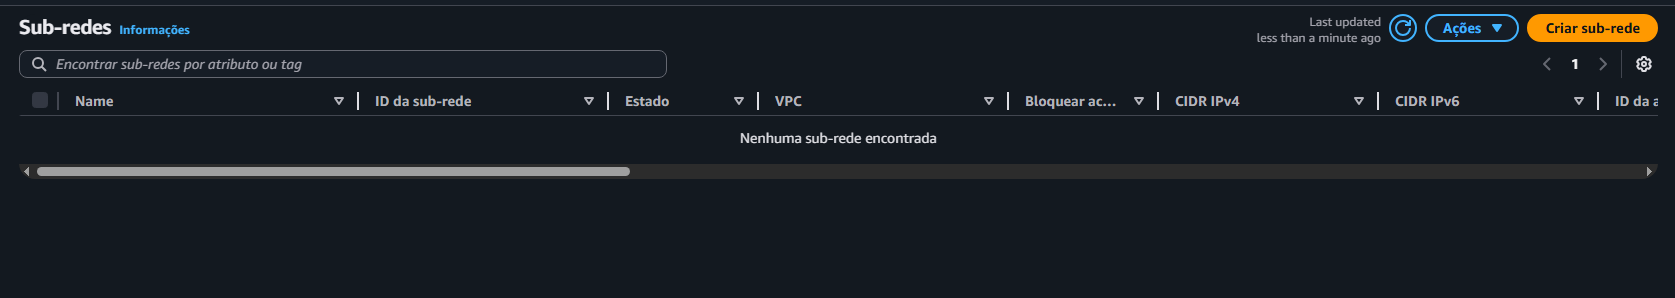 Sub-redes Informações
Last updated
less than a minute ago
Ações
Criar sub-rede
Encontrar sub-redes por atributo ou tag
1
Name ID da sub-rede Estado VPC Bloquear ac... CIDR IPv4 CIDR IPv6 ID da a
Nenhuma sub-rede encontrada